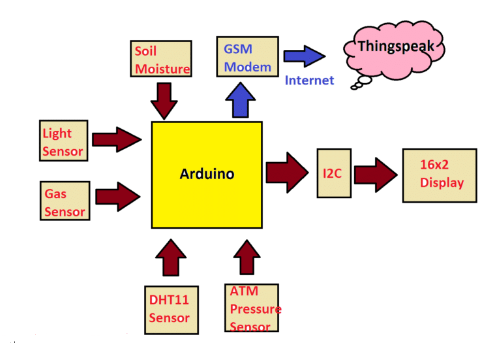 Soil
Moisture
GSM
Modem
Internet
Thingspeak
Light
Sensor
Gas
Sensor
Arduino
I2C
16x2
Display
DHT11
Sensor
ATM
Pressure
Sensor